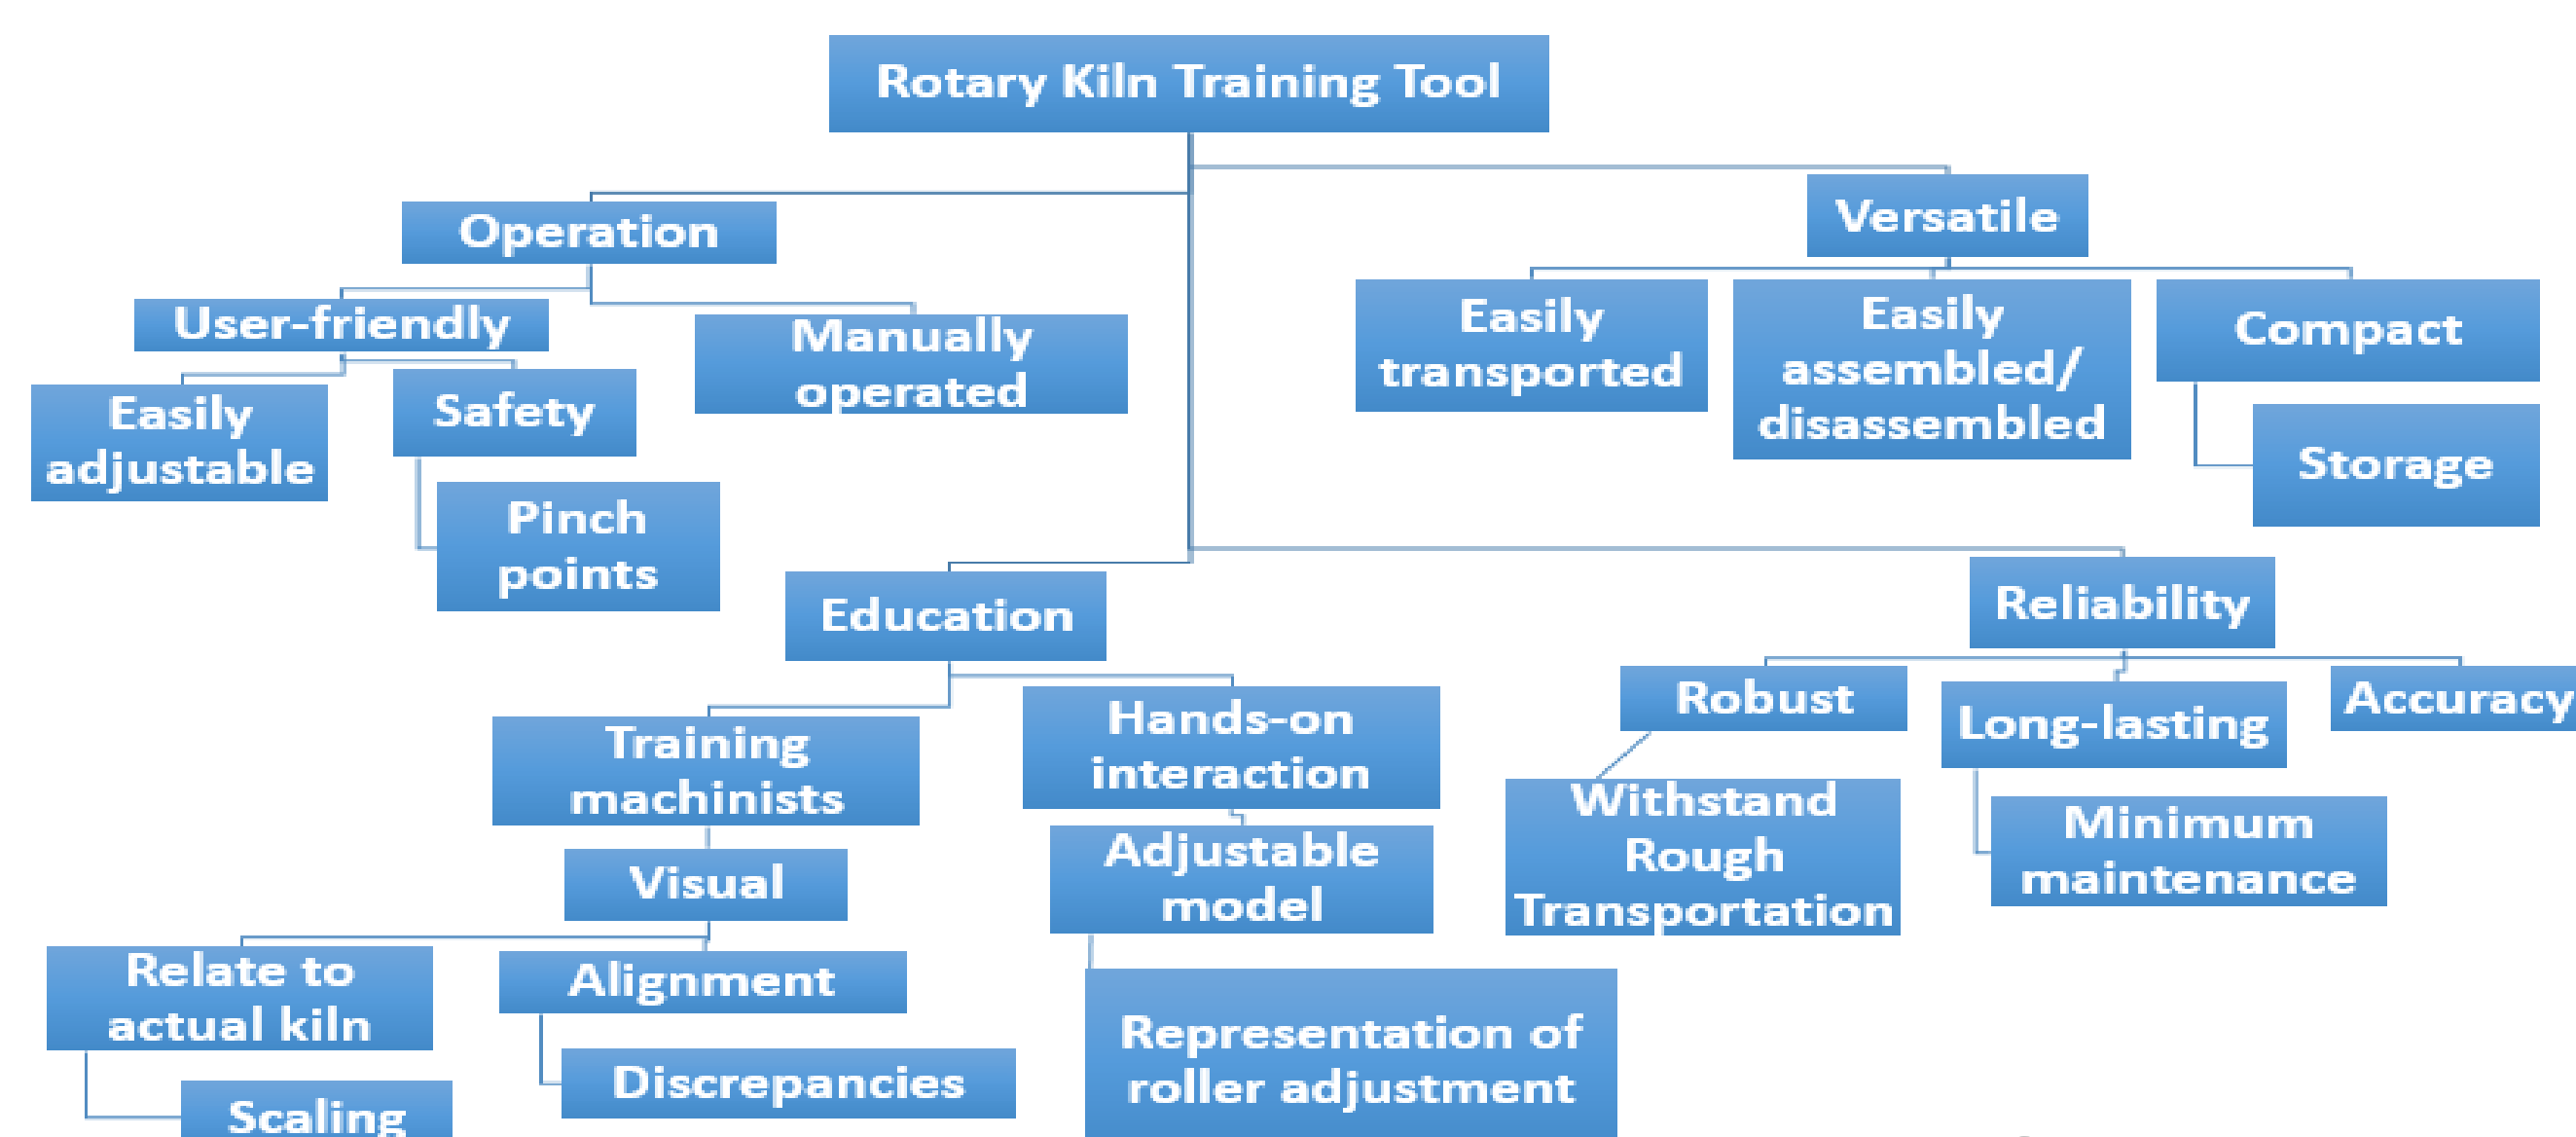 Rotary Kiln Training Tool
Operation
Versatile
User-friendly
Manually
operated
Easily
adjustable
Safety
Pinch
points
Easily
transported
Easily
assembled/
disassembled
Compact
Storage
Education
Reliability
Training
machinists
Hands-on
interaction
Visual
Adjustable
model
Relate to
actual kiln
Alignment
Scaling
Discrepancies
Representation of
roller adjustment
Robust
Long-lasting
Accuracy
Withstand
Rough
Transportation
Minimum
maintenance